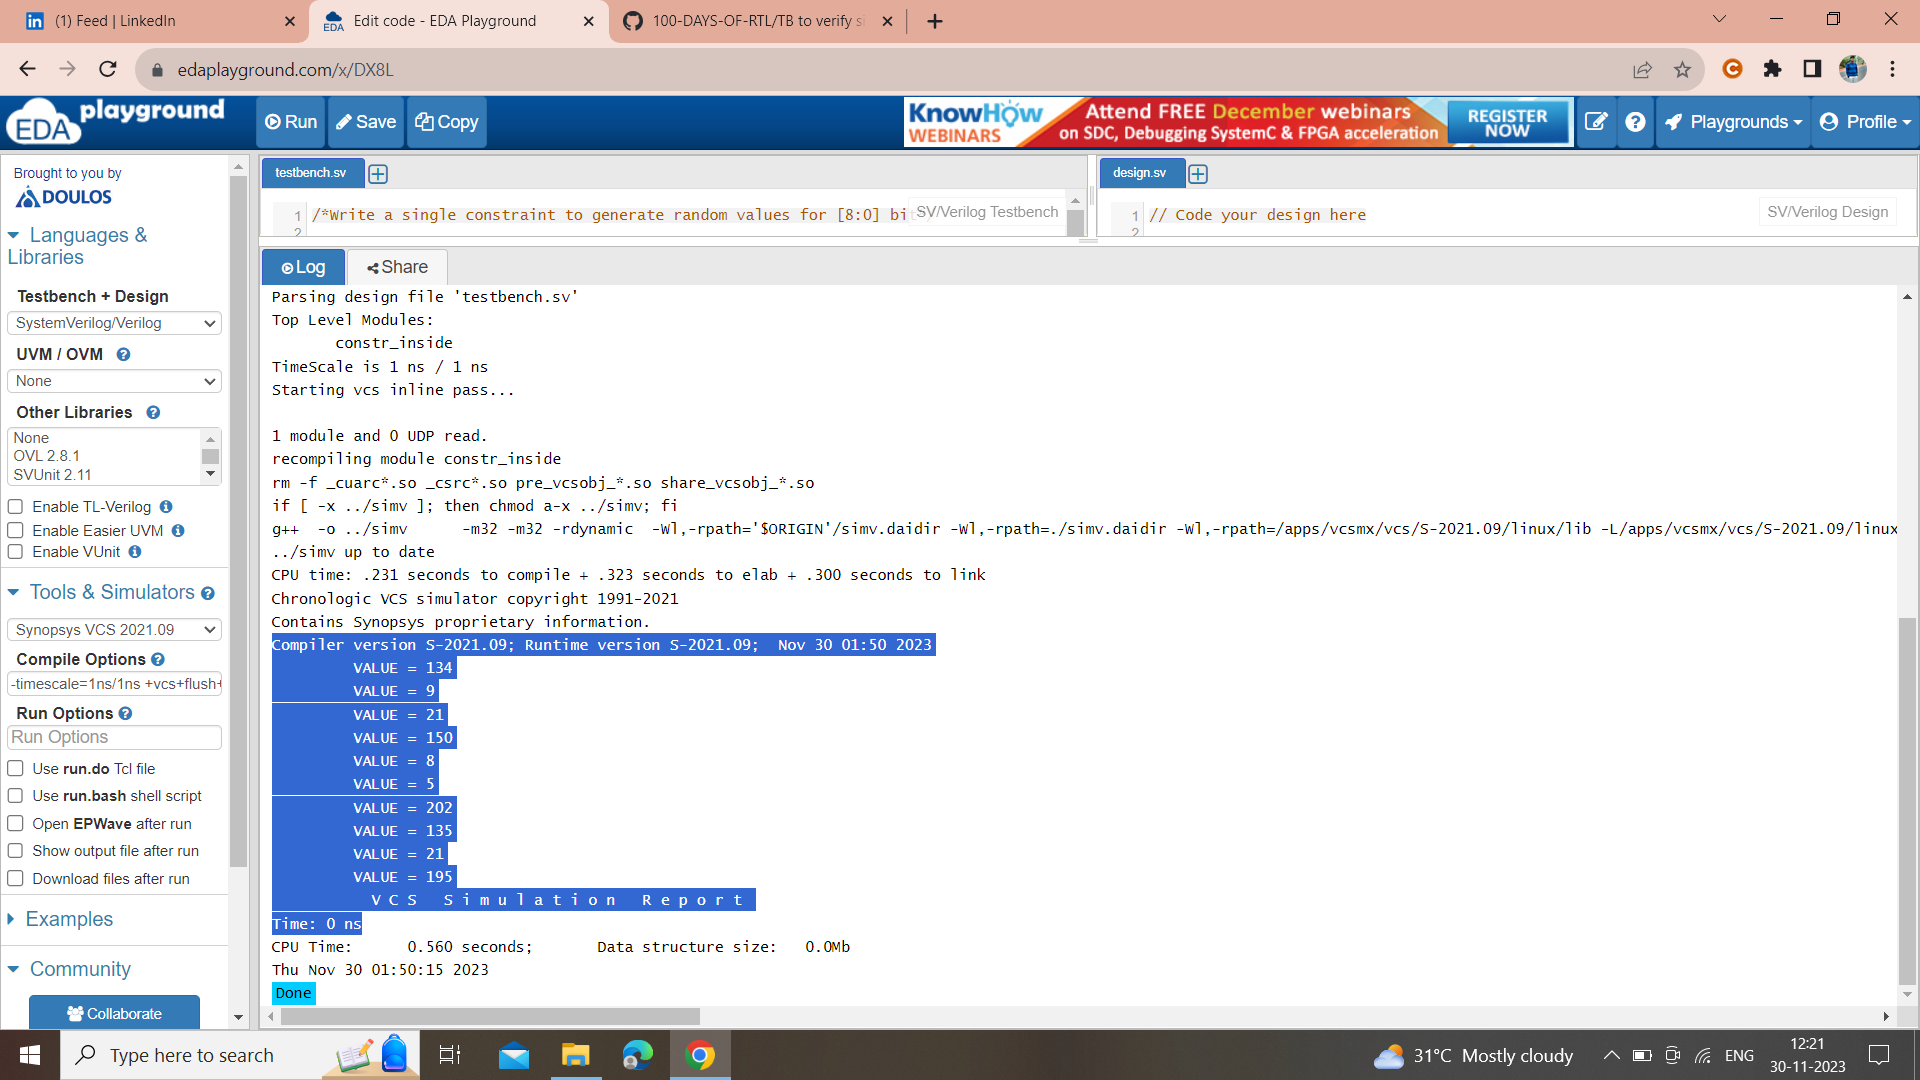 (1) Feed | LinkedIn
Edit code - EDA Playground
100-DAYS-OF-RTL/TB to verify si
edaplayground.com/x/DX8L
EDA playground
Run
Save
Copy
KnowHow WEBINARS
Attend FREE December webinars
on SDC, Debugging SystemC & FPGA acceleration
REGISTER NOW
Playgrounds
Profile
Brought to you by
DOULOS
Languages & Libraries
Testbench + Design
SystemVerilog/Verilog
UVM / OVM
None
Other Libraries
None
OVL 2.8.1
SVUnit 2.11
Enable TL-Verilog
Enable Easier UVM
Enable VUnit
Tools & Simulators
Synopsys VCS 2021.09
Compile Options
-timescale=1ns/1ns +vcs+flush+
Run Options
Run Options
Use run.do Tcl file
Use run.bash shell script
Open EPWave after run
Show output file after run
Download files after run
Examples
Community
Collaborate
testbench.sv
1 /*Write a single constraint to generate random values for [8:0] bit
2
SV/Verilog Testbench
design.sv
1 // Code your design here
2
SV/Verilog Design
Log
Share
Parsing design file 'testbench.sv'
Top Level Modules:
constr_inside
TimeScale is 1 ns / 1 ns
Starting vcs inline pass...
1 module and 0 UDP read.
recompiling module constr_inside
rm -f _cuarc*.so _csrc*.so pre_vcsobj_*.so share_vcsobj_*.so
if [ -x ../simv ]; then chmod a-x ../simv; fi
g++ -o ../simv -m32 -m32 -rdynamic -Wl,-rpath='$ORIGIN'/simv.daidir -Wl,-rpath=./simv.daidir -Wl,-rpath=/apps/vcsmx/vcs/S-2021.09/linux/lib -L/apps/vcsmx/vcs/S-2021.09/linux
../simv up to date
CPU time: .231 seconds to compile + .323 seconds to elab + .300 seconds to link
Chronologic VCS simulator copyright 1991-2021
Contains Synopsys proprietary information.
Compiler version S-2021.09; Runtime version S-2021.09; Nov 30 01:50 2023
VALUE = 134
VALUE = 9
VALUE = 21
VALUE = 150
VALUE = 8
VALUE = 5
VALUE = 202
VALUE = 135
VALUE = 21
VALUE = 195
V C S S i m u l a t i o n R e p o r t
Time: 0 ns
CPU Time: 0.560 seconds; Data structure size: 0.0Mb
Thu Nov 30 01:50:15 2023
Done
Type here to search
31°C Mostly cloudy
ENG
12:21
30-11-2023